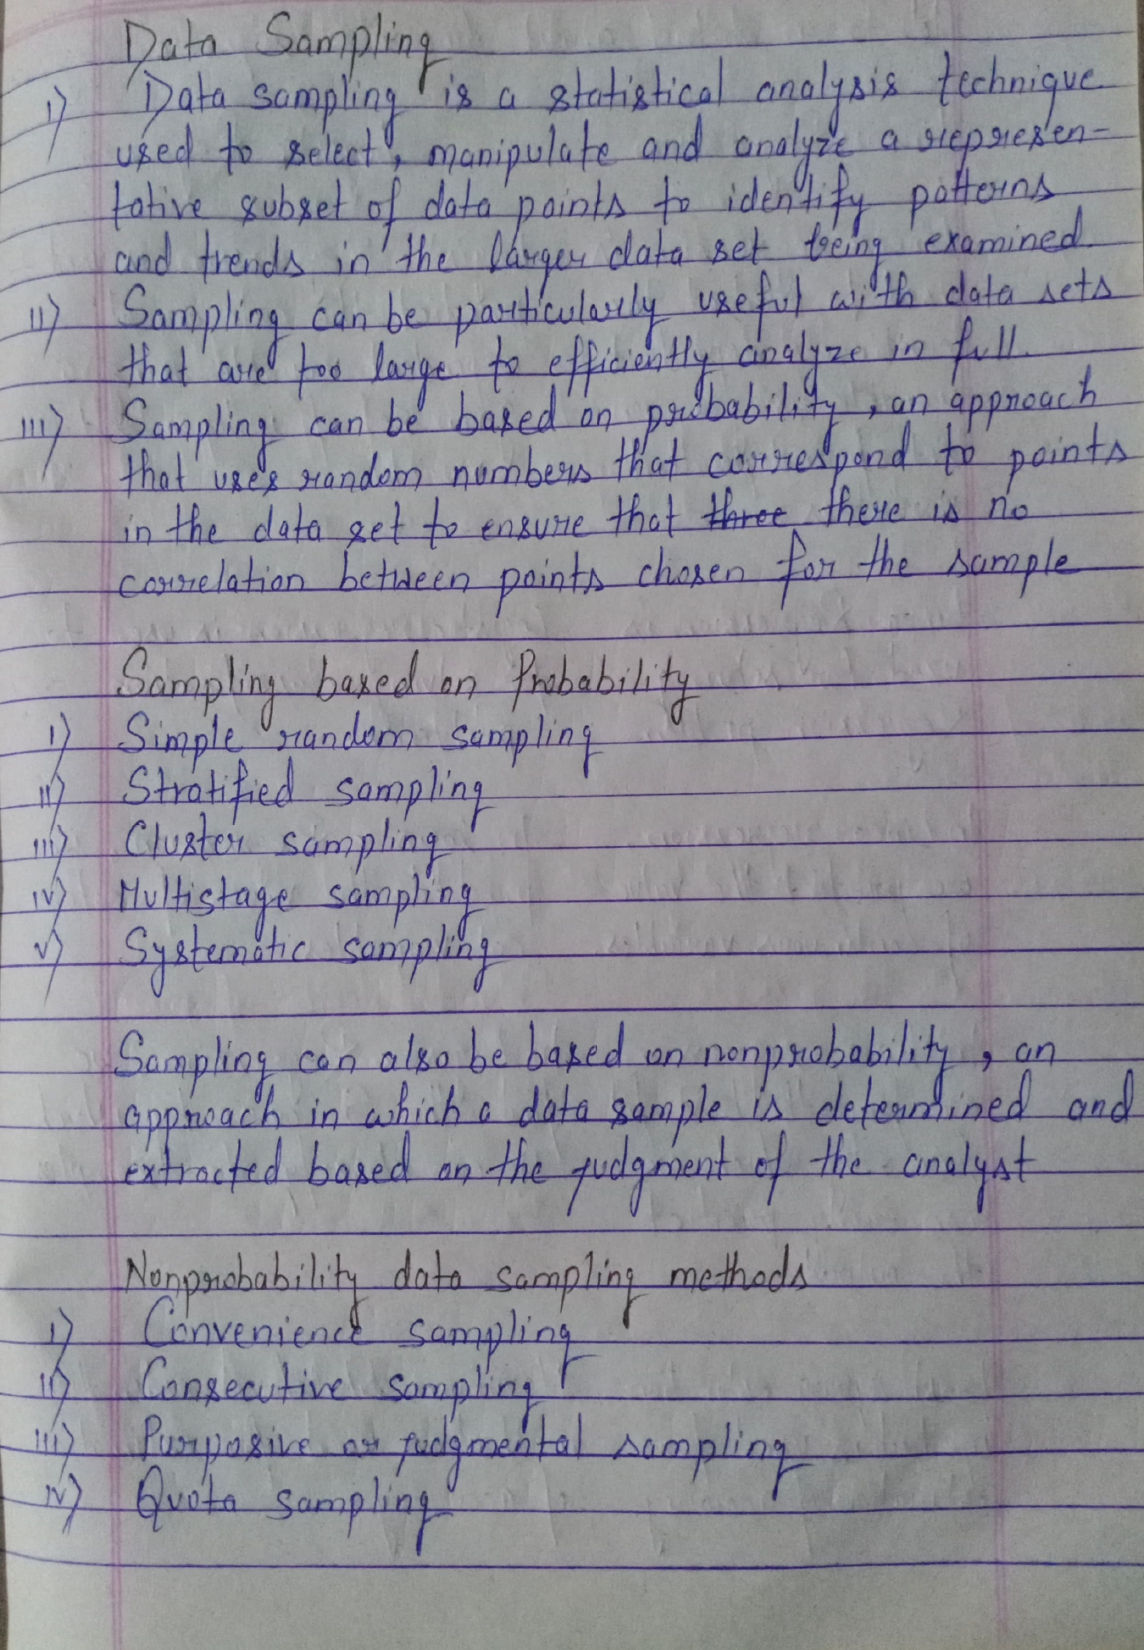 Data Sampling
i) Data sampling is a statistical analysis technique
used to select, manipulate and analyze a represen-
tative subset of data points to identify patterns
and trends in the larger data set being examined.
ii) Sampling can be particularly useful with data sets
that are too large to efficiently analyze in full.
iii) Sampling can be based on probability, an approach
that uses random numbers that correspond to points
in the data set to ensure that three there is no
correlation between points chosen for the sample
Sampling based on Probability
i) Simple random sampling
ii) Stratified sampling
iii) Cluster sampling
iv) Multistage sampling
v) Systematic sampling
Sampling can also be based on nonprobability, an
approach in which a data sample is determined and
extracted based on the judgment of the analyst
Nonprobability data sampling methods
i) Convenience sampling
ii) Consecutive sampling
iii) Purposive or judgmental sampling
iv) Quota sampling